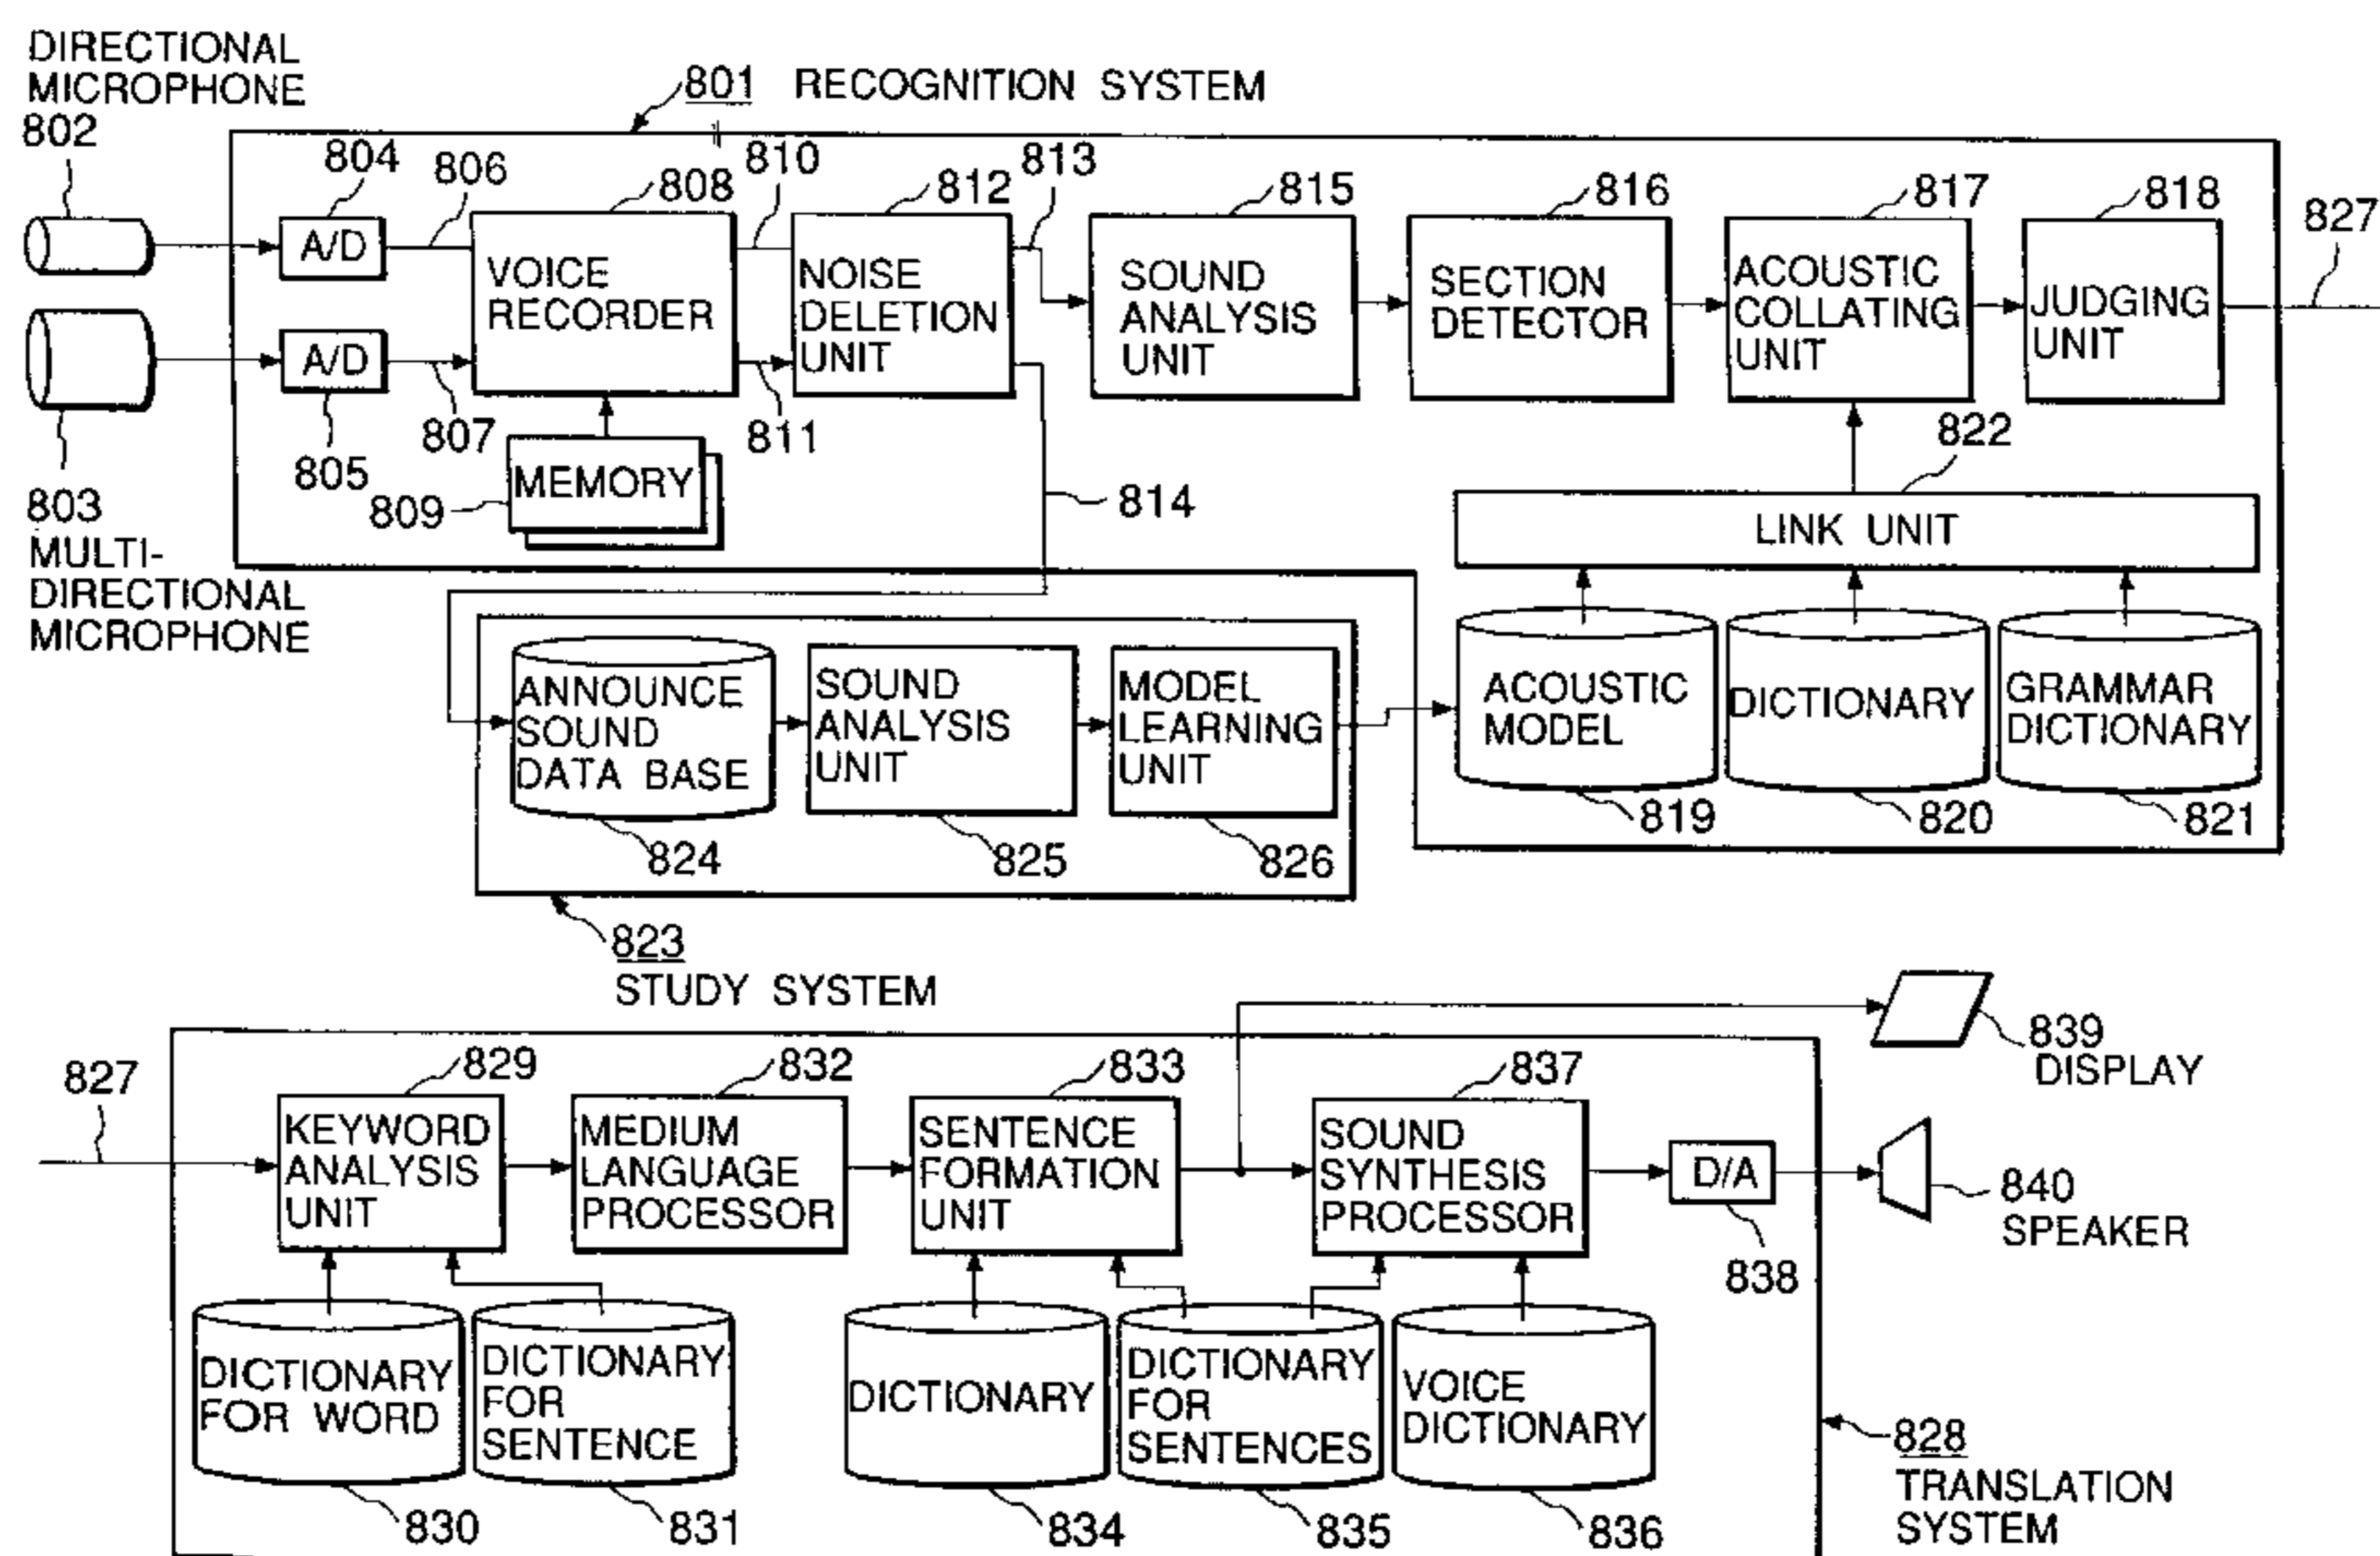 DIRECTIONAL
MICROPHONE
802
801 RECOGNITION SYSTEM
804
806
808
810
812
813
815
816
817
818
827
A/D
VOICE
RECORDER
NOISE
DELETION
UNIT
SOUND
ANALYSIS
UNIT
SECTION
DETECTOR
ACOUSTIC
COLLATING
UNIT
JUDGING
UNIT
A/D
807
811
805
822
MEMORY
809
814
803
MULTI-
DIRECTIONAL
MICROPHONE
LINK UNIT
ANNOUNCE
SOUND
DATA BASE
SOUND
ANALYSIS
UNIT
MODEL
LEARNING
UNIT
ACOUSTIC
MODEL
DICTIONARY
GRAMMAR
DICTIONARY
819
820
821
824
825
826
823
STUDY SYSTEM
839
DISPLAY
827
829
832
833
837
KEYWORD
ANALYSIS
UNIT
MEDIUM
LANGUAGE
PROCESSOR
SENTENCE
FORMATION
UNIT
SOUND
SYNTHESIS
PROCESSOR
D/A
838
840
SPEAKER
DICTIONARY
FOR WORD
DICTIONARY
FOR
SENTENCE
DICTIONARY
DICTIONARY
FOR
SENTENCES
VOICE
DICTIONARY
830
831
834
835
836
828
TRANSLATION
SYSTEM